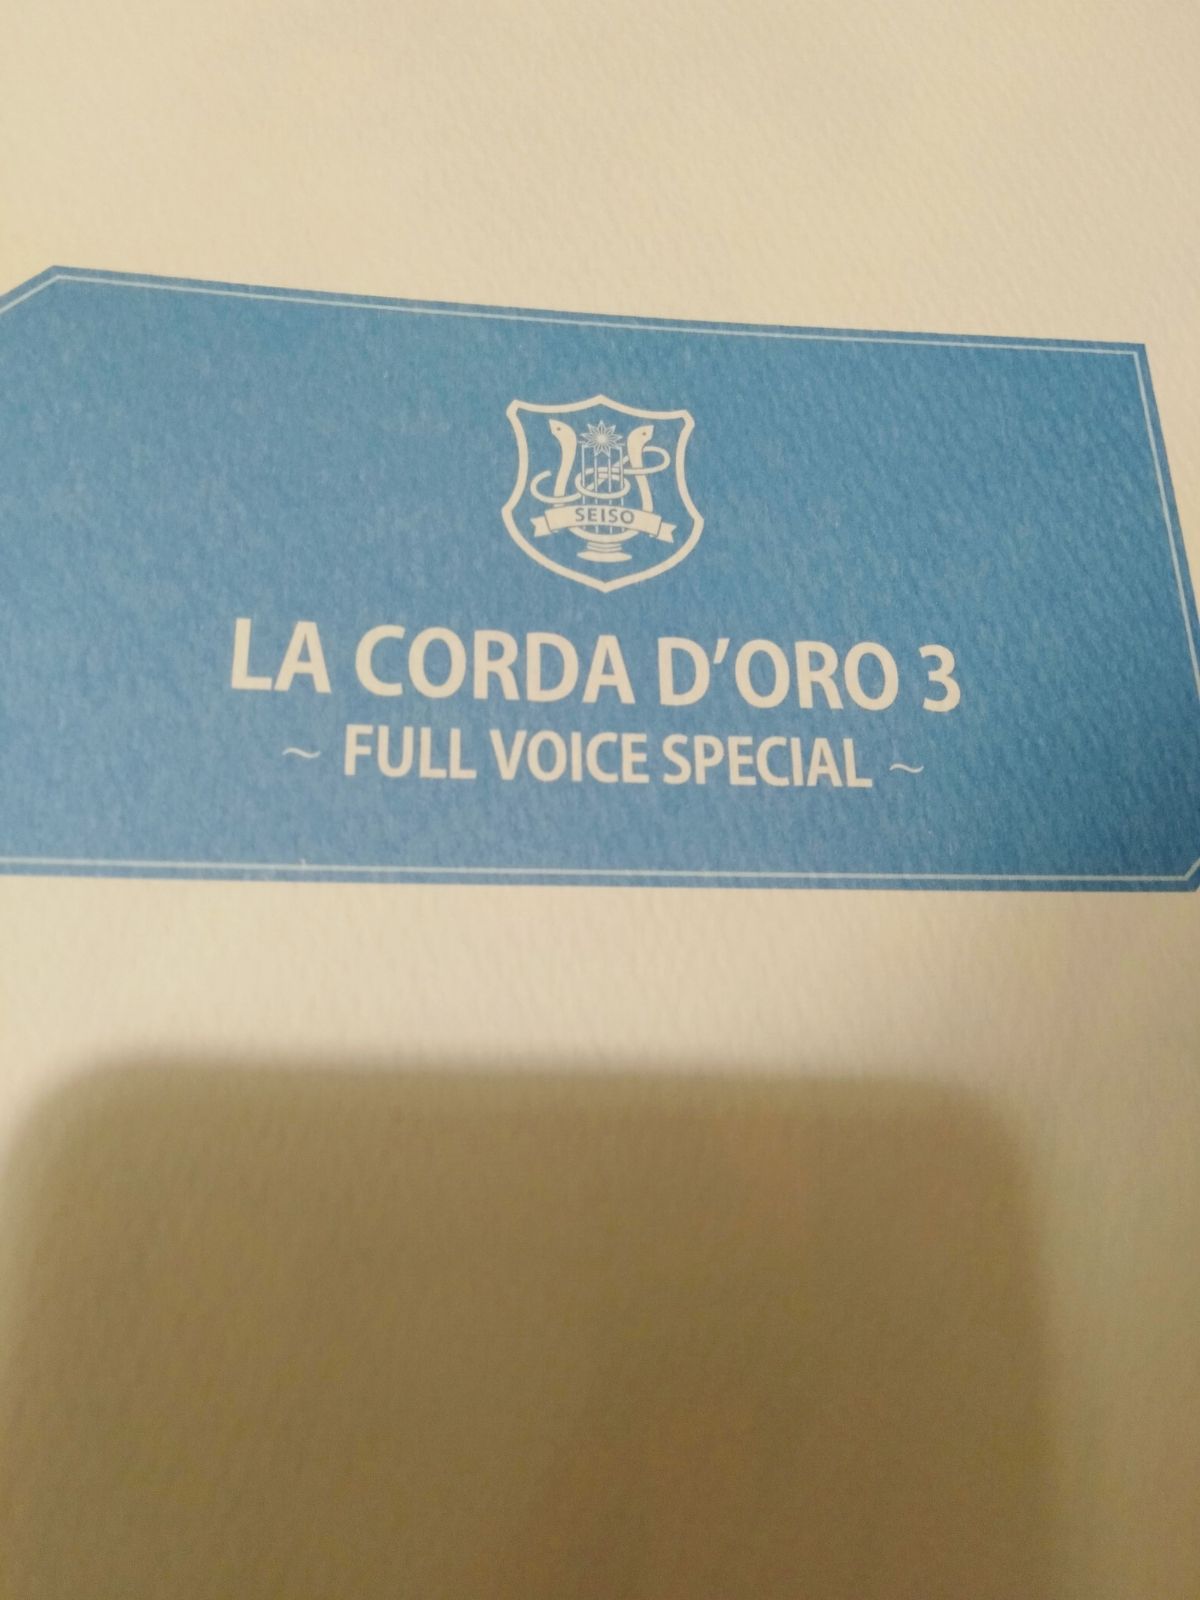 SEISO
LA CORDA D'ORO 3
~ FULL VOICE SPECIAL ~